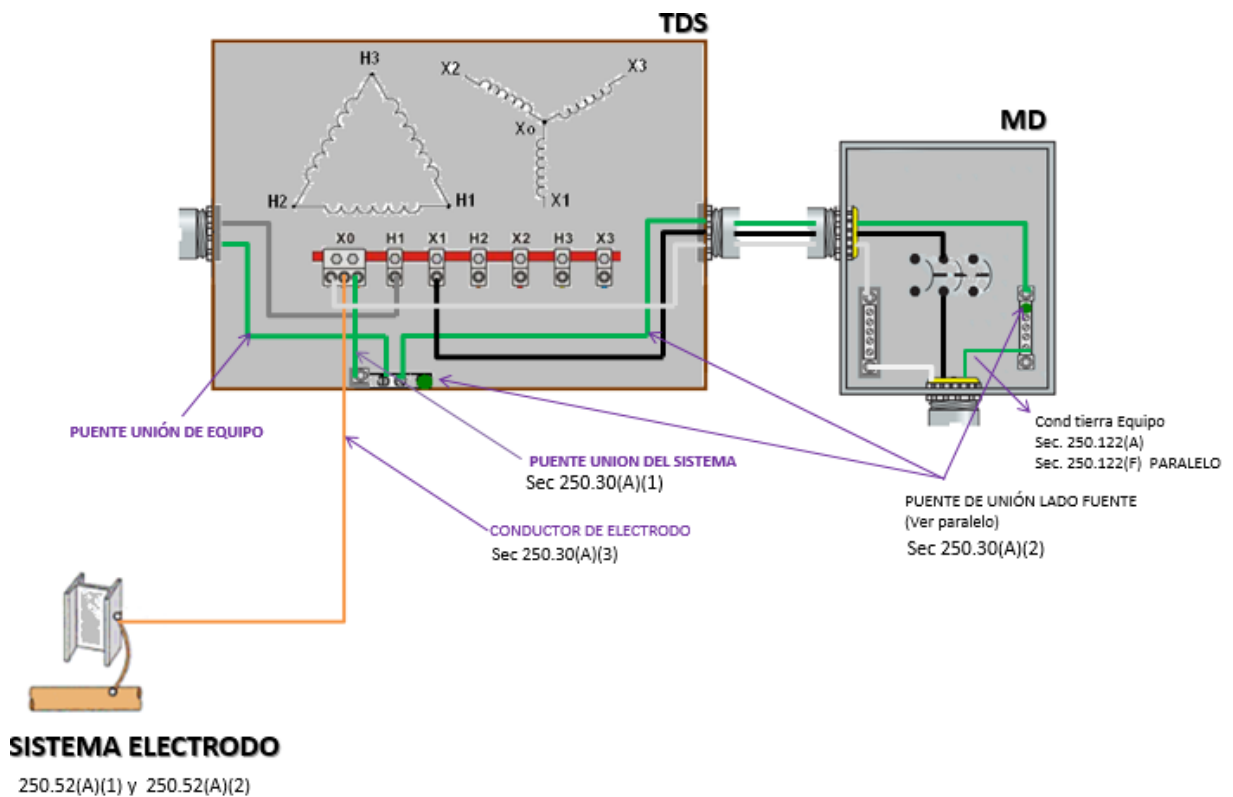 TDS
H3
X2
X3
Xo
H2
H1
X1
MD
X0 H1 X1 H2 X2 H3 X3
PUENTE UNIÓN DE EQUIPO
PUENTE UNION DEL SISTEMA
Sec 250.30(A)(1)
CONDUCTOR DE ELECTRODO
Sec 250.30(A)(3)
Cond tierra Equipo
Sec. 250.122(A)
Sec. 250.122(F) PARALELO
PUENTE DE UNIÓN LADO FUENTE
(Ver paralelo)
Sec 250.30(A)(2)
SISTEMA ELECTRODO
250.52(A)(1) y 250.52(A)(2)